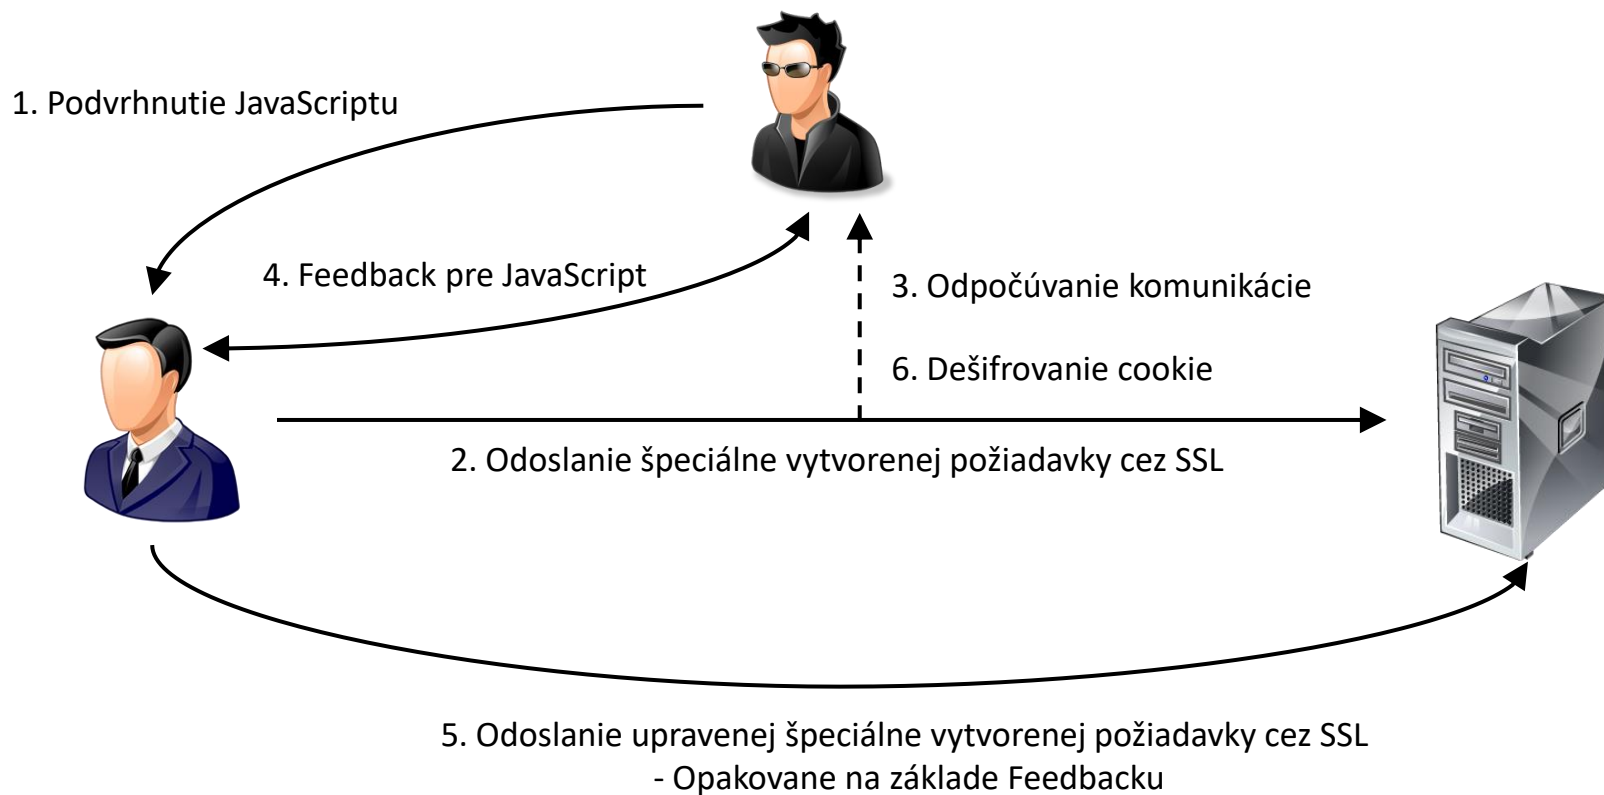 1. Podvrhnutie JavaScriptu
4. Feedback pre JavaScript
3. Odpočúvanie komunikácie
6. Dešifrovanie cookie
2. Odoslanie špeciálne vytvorenej požiadavky cez SSL
5. Odoslanie upravenej špeciálne vytvorenej požiadavky cez SSL
- Opakovane na základe Feedbacku